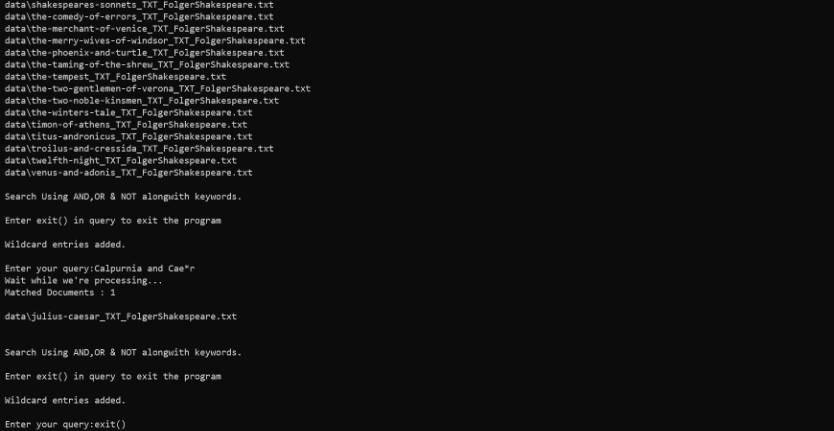 data\shakespeares-sonnets_TXT_FolgerShakespeare.txt
data\the-comedy-of-errors_TXT_FolgerShakespeare.txt
data\the-merchant-of-venice_TXT_FolgerShakespeare.txt
data\the-merry-wives-of-windsor_TXT_FolgerShakespeare.txt
data\the-phoenix-and-turtle_TXT_FolgerShakespeare.txt
data\the-taming-of-the-shrew_TXT_FolgerShakespeare.txt
data\the-tempest_TXT_FolgerShakespeare.txt
data\the-two-gentlemen-of-verona_TXT_FolgerShakespeare.txt
data\the-two-noble-kinsmen_TXT_FolgerShakespeare.txt
data\the-winters-tale_TXT_FolgerShakespeare.txt
data\timon-of-athens_TXT_FolgerShakespeare.txt
data\titus-andronicus_TXT_FolgerShakespeare.txt
data\troilus-and-cressida_TXT_FolgerShakespeare.txt
data\twelfth-night_TXT_FolgerShakespeare.txt
data\venus-and-adonis_TXT_FolgerShakespeare.txt
Search Using AND,OR & NOT alongwith keywords.
Enter exit() in query to exit the program
Wildcard entries added.
Enter your query:Calpurnia and Cae*r
Wait while we're processing...
Matched Documents : 1
data\julius-caesar_TXT_FolgerShakespeare.txt
Search Using AND,OR & NOT alongwith keywords.
Enter exit() in query to exit the program
Wildcard entries added.
Enter your query:exit()